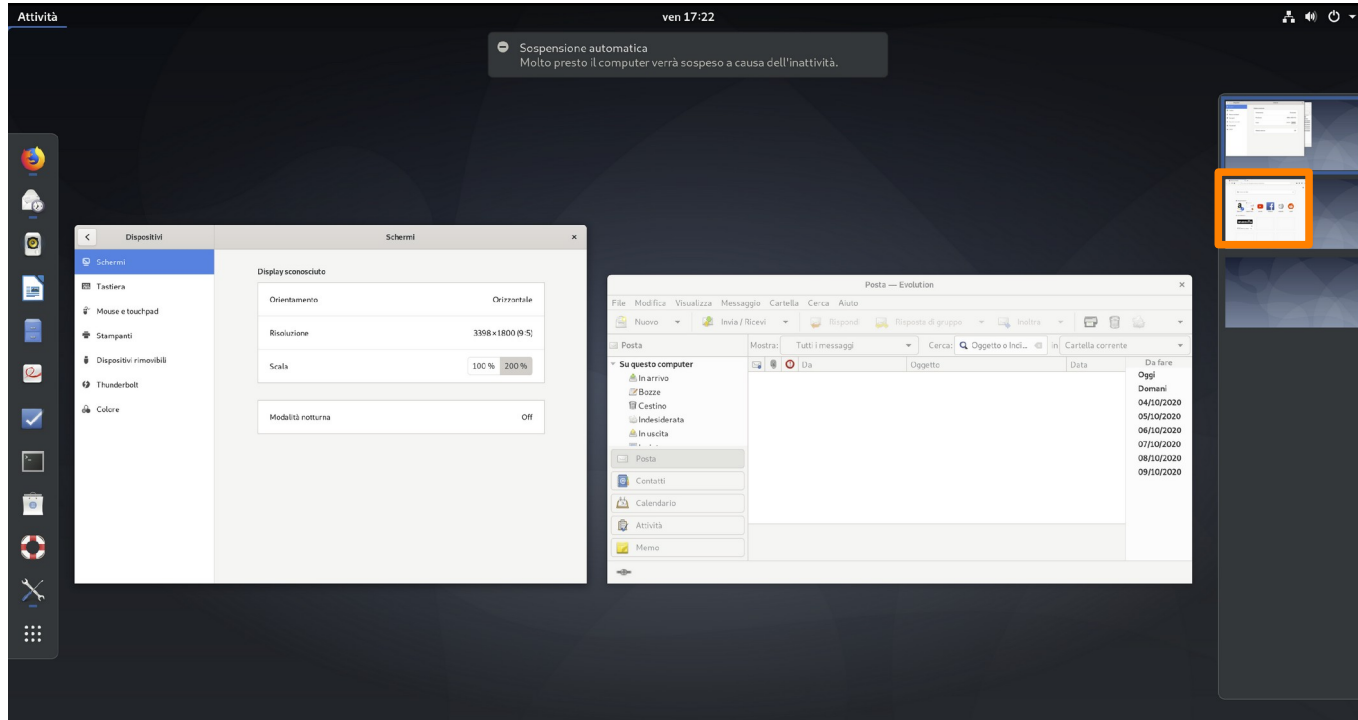 Attività
ven 17:22
Sospensione automatica
Molto presto il computer verrà sospeso a causa dell'inattività.
Dispositivi
Schermi
Schermi
Tastiera
Mouse e touchpad
Stampanti
Dispositivi rimovibili
Thunderbolt
Colore
Display sconosciuto
Orientamento
Orizzontale
Risoluzione
3398×1800 (9:5)
Scala
100 %
200 %
Modalità notturna
Off
Posta — Evolution
File Modifica Visualizza Messaggio Cartella Cerca Aiuto
Nuovo
Invia / Ricevi
Rispondi
Risposta di gruppo
Inoltra
Posta
Mostra:
Tutti i messaggi
Cerca:
Oggetto o Inci...
in
Cartella corrente
Su questo computer
In arrivo
Bozze
Cestino
Indesiderata
In uscita
Posta
Contatti
Calendario
Attività
Memo
Da
Oggetto
Data
Da fare
Oggi
Domani
04/10/2020
05/10/2020
06/10/2020
07/10/2020
08/10/2020
09/10/2020